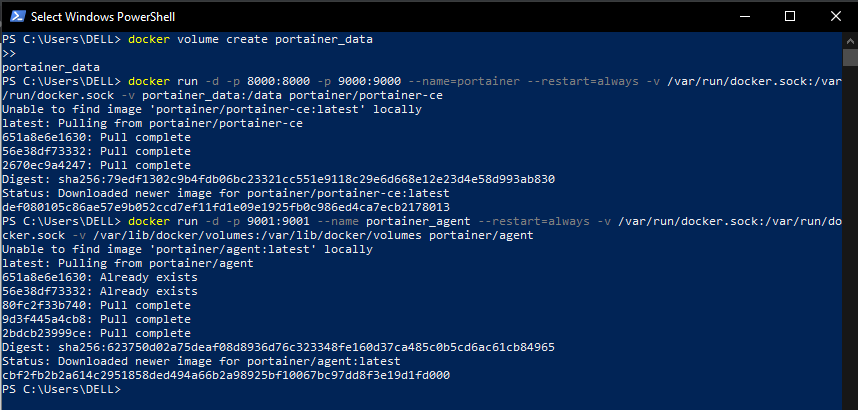 Select Windows PowerShell
PS C:\Users\DELL> docker volume create portainer_data
>>
portainer_data
PS C:\Users\DELL> docker run -d -p 8000:8000 -p 9000:9000 --name=portainer --restart=always -v /var/run/docker.sock:/var
/run/docker.sock -v portainer_data:/data portainer/portainer-ce
Unable to find image 'portainer/portainer-ce:latest' locally
latest: Pulling from portainer/portainer-ce
651a8e6e1630: Pull complete
56e38df73332: Pull complete
2670ec9a4247: Pull complete
Digest: sha256:79edf1302c9b4fdb06bc23321cc551e9118c29e6d668e12e23d4e58d993ab830
Status: Downloaded newer image for portainer/portainer-ce:latest
def080105c86ae57e9b052ccd7ef11fd1e09e1925fb0c986ed4ca7ecb2178013
PS C:\Users\DELL> docker run -d -p 9001:9001 --name portainer_agent --restart=always -v /var/run/docker.sock:/var/run/do
cker.sock -v /var/lib/docker/volumes:/var/lib/docker/volumes portainer/agent
Unable to find image 'portainer/agent:latest' locally
latest: Pulling from portainer/agent
651a8e6e1630: Already exists
56e38df73332: Already exists
80fc2f33b740: Pull complete
9d3f445a4cb8: Pull complete
2bdcb23999ce: Pull complete
Digest: sha256:623750d02a75deaf08d8936d76c323348fe160d37ca485c0b5cd6ac61cb84965
Status: Downloaded newer image for portainer/agent:latest
cbf2fb2b2a614c2951858ded494a66b2a98925bf10067bc97dd8f3e19d1fd000
PS C:\Users\DELL>